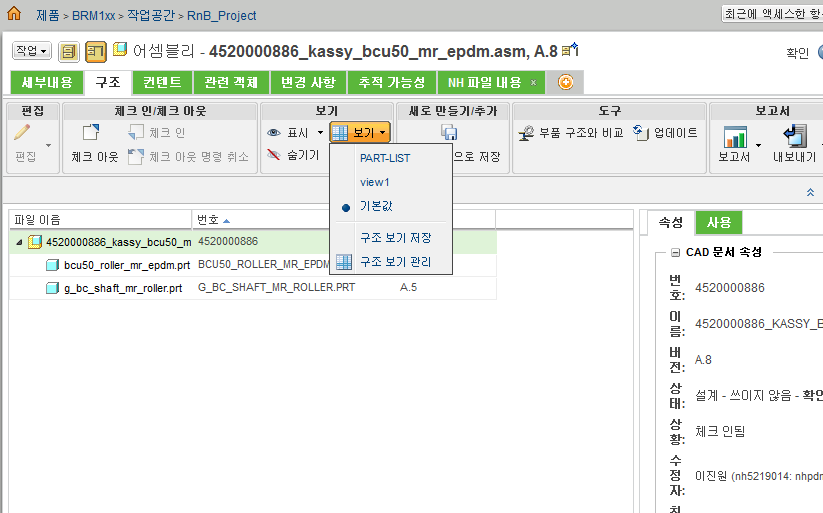 제품 > BRM1xx > 작업공간 > RnB_Project
최근에 액세스한 항
작업 어셈블리 - 4520000886_kassy_bcu50_mr_epdm.asm, A.8
확인
세부내용 구조 컨텐트 관련 객체 변경 사항 추적 가능성 NH 파일 내용 x
편집 체크 인/체크 아웃 보기 새로 만들기/추가 도구 보고서
체크 인 표시 보기 부품 구조와 비교 업데이트
편집 체크 아웃 체크 아웃 명령 취소 숨기기 으로 저장 보고서 내보내기
PART-LIST
view1
기본값
구조 보기 저장
구조 보기 관리
파일 이름 번호
4520000886_kassy_bcu50_m 4520000886
bcu50_roller_mr_epdm.prt BCU50_ROLLER_MR_EPDM
g_bc_shaft_mr_roller.prt G_BC_SHAFT_MR_ROLLER.PRT A.5
속성 사용
CAD 문서 속성
번호: 4520000886
이름: 4520000886_KASSY_B
버전: A.8
상태: 설계 - 쓰이지 않음 - 확인
상황: 체크 인됨
수정자: 이진원 (nh5219014: nhpdn